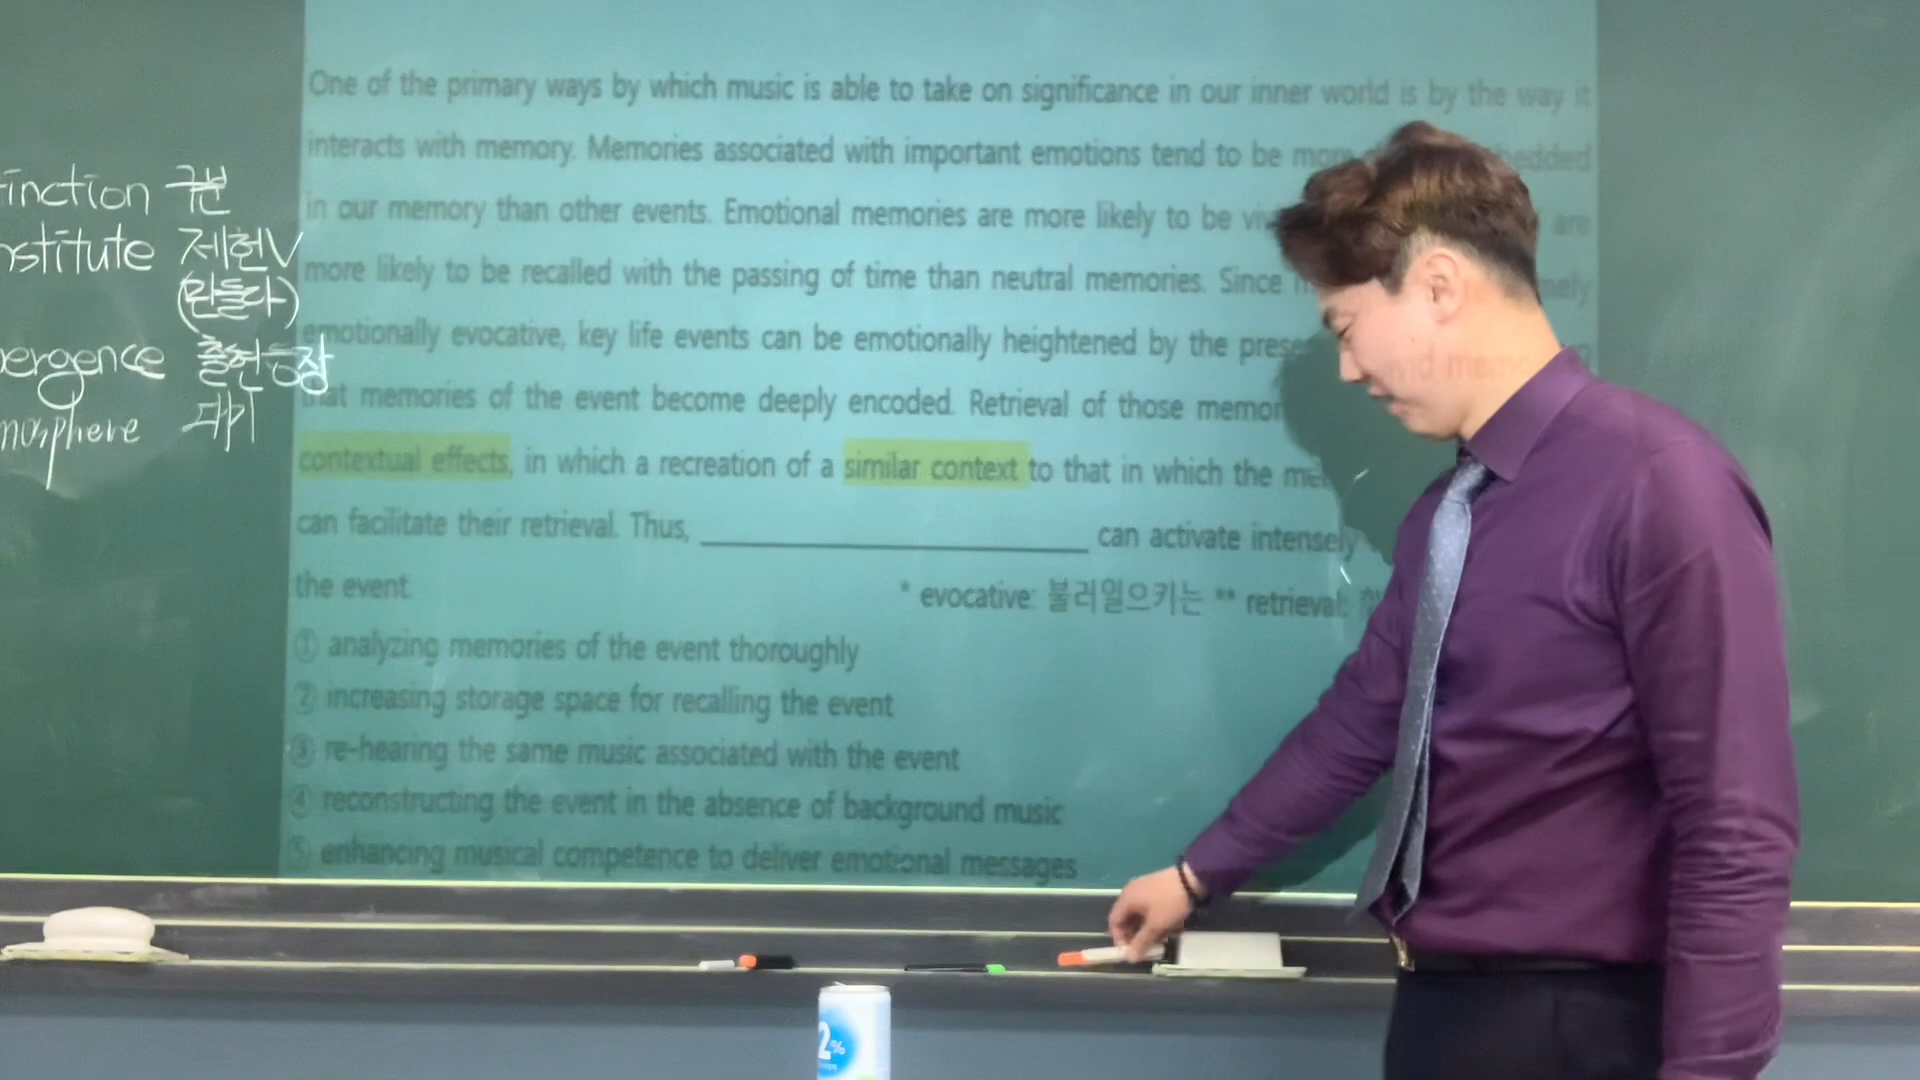 구분
제헌V
(만들다)
출현등장
대기
One of the primary ways by which music is able to take on significance in our inner world is by the way it
interacts with memory. Memories associated with important emotions tend to be more
in our memory than other events. Emotional memories are more likely to be are
more likely to be recalled with the passing of time than neutral memories. Since
emotionally evocative, key life events can be emotionally heightened by the
that memories of the event become deeply encoded. Retrieval of those
contextual effects, in which a recreation of a similar context to that in which the
can facilitate their retrieval. Thus, ____________ can activate intensely
the event.
* evocative: 불러일으키는 ** retrieval:
① analyzing memories of the event thoroughly
② increasing storage space for recalling the event
③ re-hearing the same music associated with the event
④ reconstructing the event in the absence of background music
⑤ enhancing musical competence to deliver emotional messages
2%